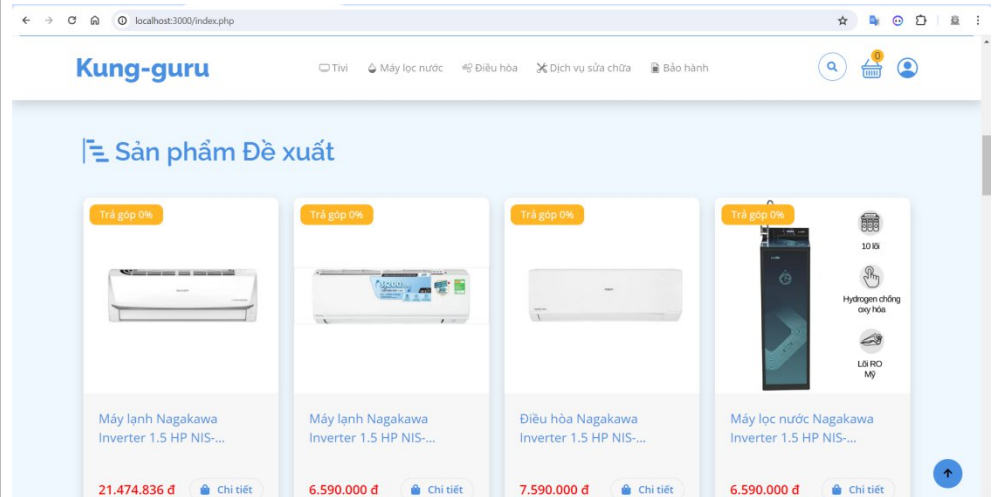 localhost:3000/index.php
Kung-guru
Tivi
Máy lọc nước
Điều hòa
Dịch vụ sửa chữa
Bảo hành
0
Sản phẩm Đề xuất
Trả góp 0%
Trả góp 0%
Trả góp 0%
Trả góp 0%
10 lõi
Hydrogen chống
oxy hóa
Lõi RO
Mỹ
Máy lạnh Nagakawa
Inverter 1.5 HP NIS-...
Máy lạnh Nagakawa
Inverter 1.5 HP NIS-...
Điều hòa Nagakawa
Inverter 1.5 HP NIS-...
Máy lọc nước Nagakawa
Inverter 1.5 HP NIS-...
21.474.836 đ
Chi tiết
6.590.000 đ
Chi tiết
7.590.000 đ
Chi tiết
6.590.000 đ
Chi tiết